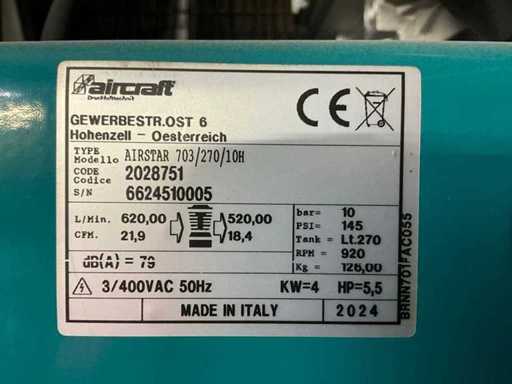 aircraft
Drucklufttechnik
GEWERBESTR.OST 6
Hohenzell - Oesterreich
TYPE
Modello AIRSTAR 703/270/10H
CODE
Codice 2028751
S/N 6624510005
L/Min. 620,00 520,00
CFM. 21,9 18,4
dB(A) = 79
bar= 10
PSI= 145
Tank = Lt.270
RPM = 920
Kg = 126,00
3/400VAC 50Hz KW=4 HP=5,5
MADE IN ITALY 2024
BRNN701FAC055
CE